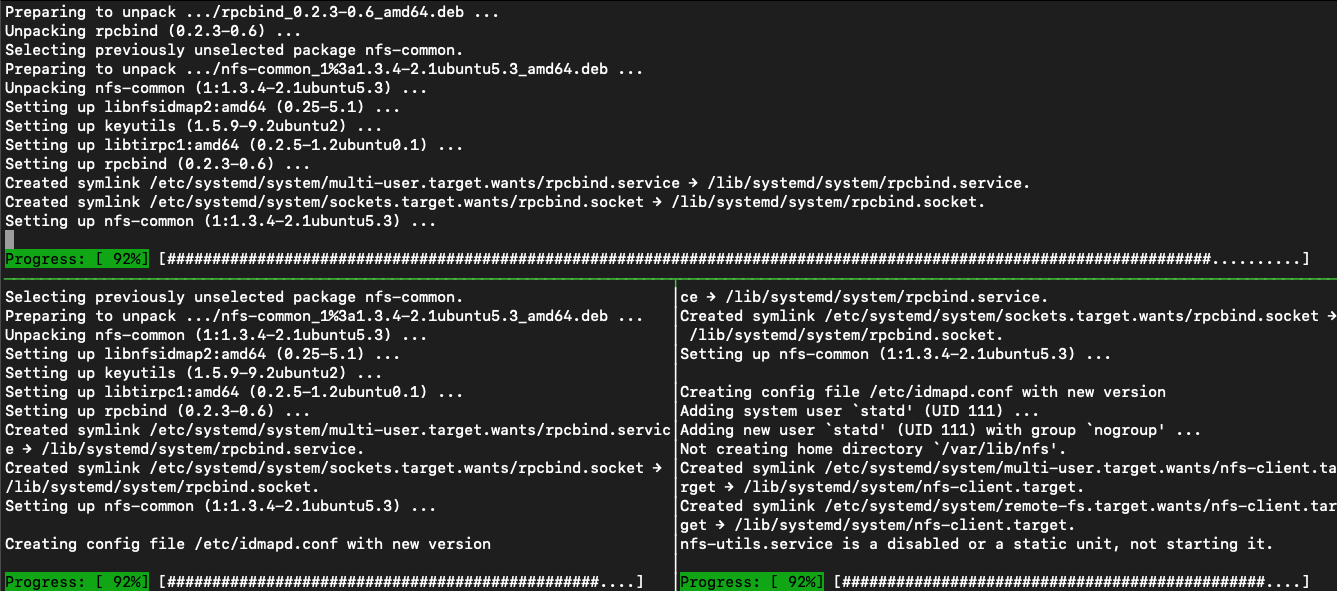 Preparing to unpack .../rpcbind_0.2.3-0.6_amd64.deb ...
Unpacking rpcbind (0.2.3-0.6) ...
Selecting previously unselected package nfs-common.
Preparing to unpack .../nfs-common_1%3a1.3.4-2.1ubuntu5.3_amd64.deb ...
Unpacking nfs-common (1:1.3.4-2.1ubuntu5.3) ...
Setting up libnfsidmap2:amd64 (0.25-5.1) ...
Setting up keyutils (1.5.9-9.2ubuntu2) ...
Setting up libtirpc1:amd64 (0.2.5-1.2ubuntu0.1) ...
Setting up rpcbind (0.2.3-0.6) ...
Created symlink /etc/systemd/system/multi-user.target.wants/rpcbind.service → /lib/systemd/system/rpcbind.service.
Created symlink /etc/systemd/system/sockets.target.wants/rpcbind.socket → /lib/systemd/system/rpcbind.socket.
Setting up nfs-common (1:1.3.4-2.1ubuntu5.3) ...
Progress: [ 92%] [####################################################################################################################..........]
Selecting previously unselected package nfs-common.
Preparing to unpack .../nfs-common_1%3a1.3.4-2.1ubuntu5.3_amd64.deb ...
Unpacking nfs-common (1:1.3.4-2.1ubuntu5.3) ...
Setting up libnfsidmap2:amd64 (0.25-5.1) ...
Setting up keyutils (1.5.9-9.2ubuntu2) ...
Setting up libtirpc1:amd64 (0.2.5-1.2ubuntu0.1) ...
Setting up rpcbind (0.2.3-0.6) ...
Created symlink /etc/systemd/system/multi-user.target.wants/rpcbind.servic
e → /lib/systemd/system/rpcbind.service.
Created symlink /etc/systemd/system/sockets.target.wants/rpcbind.socket →
/lib/systemd/system/rpcbind.socket.
Setting up nfs-common (1:1.3.4-2.1ubuntu5.3) ...
Creating config file /etc/idmapd.conf with new version
Progress: [ 92%] [################################################....]
ce → /lib/systemd/system/rpcbind.service.
Created symlink /etc/systemd/system/sockets.target.wants/rpcbind.socket →
/lib/systemd/system/rpcbind.socket.
Setting up nfs-common (1:1.3.4-2.1ubuntu5.3) ...
Creating config file /etc/idmapd.conf with new version
Adding system user `statd' (UID 111) ...
Adding new user `statd' (UID 111) with group `nogroup' ...
Not creating home directory `/var/lib/nfs'.
Created symlink /etc/systemd/system/multi-user.target.wants/nfs-client.ta
rget → /lib/systemd/system/nfs-client.target.
Created symlink /etc/systemd/system/remote-fs.target.wants/nfs-client.tar
get → /lib/systemd/system/nfs-client.target.
nfs-utils.service is a disabled or a static unit, not starting it.
Progress: [ 92%] [###############################################....]